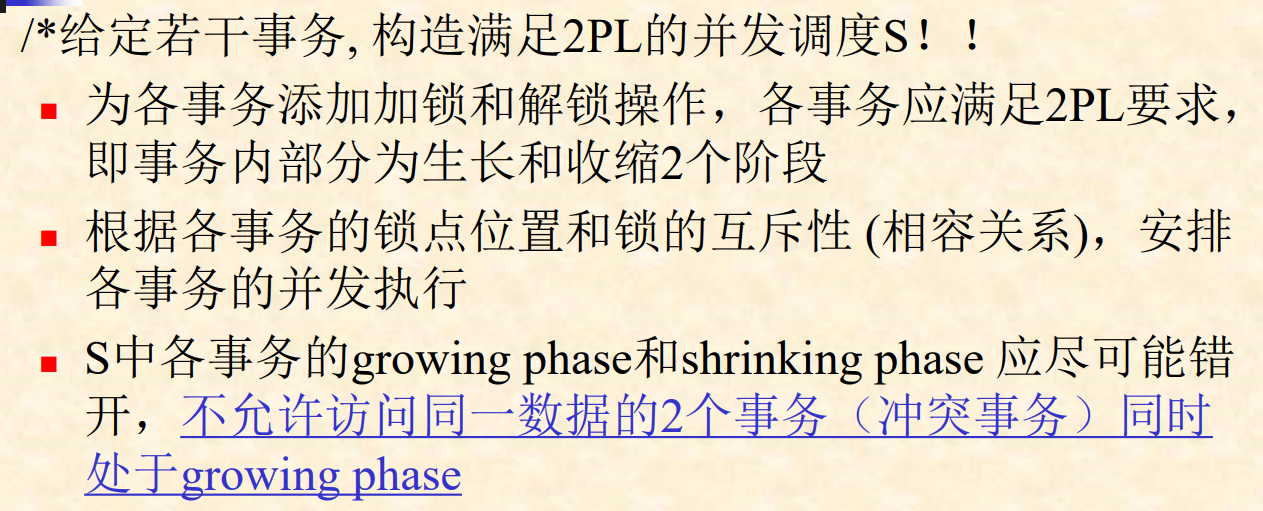 /*给定若干事务, 构造满足2PL的并发调度S！！
为各事务添加加锁和解锁操作，各事务应满足2PL要求，
即事务内部分为生长和收缩2个阶段
根据各事务的锁点位置和锁的互斥性 (相容关系)，安排
各事务的并发执行
S中各事务的growing phase和shrinking phase 应尽可能错
开，不允许访问同一数据的2个事务（冲突事务）同时
处于growing phase